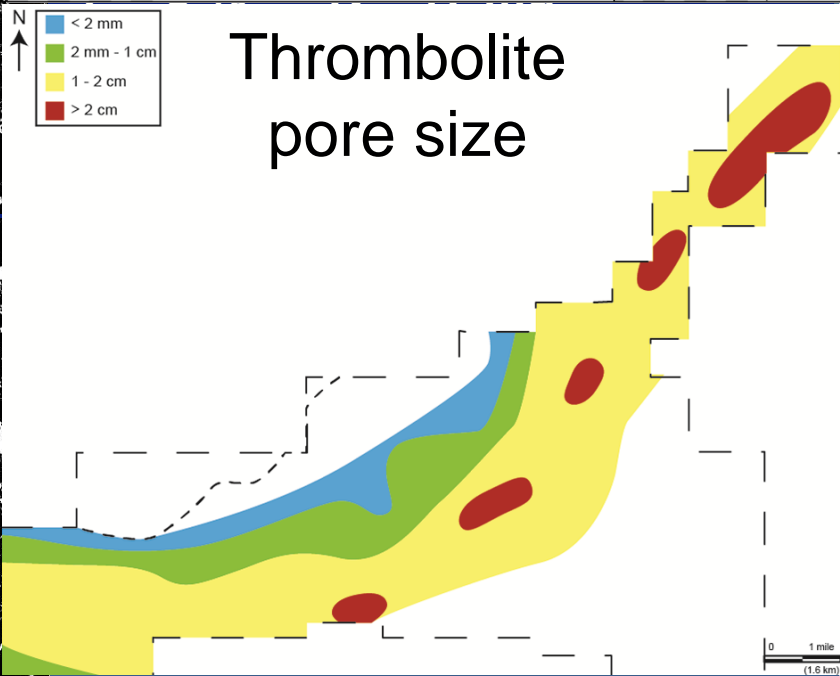 N
< 2 mm
2 mm - 1 cm
1 - 2 cm
> 2 cm
Thrombolite
pore size
0 1 mile
(1.6 km)